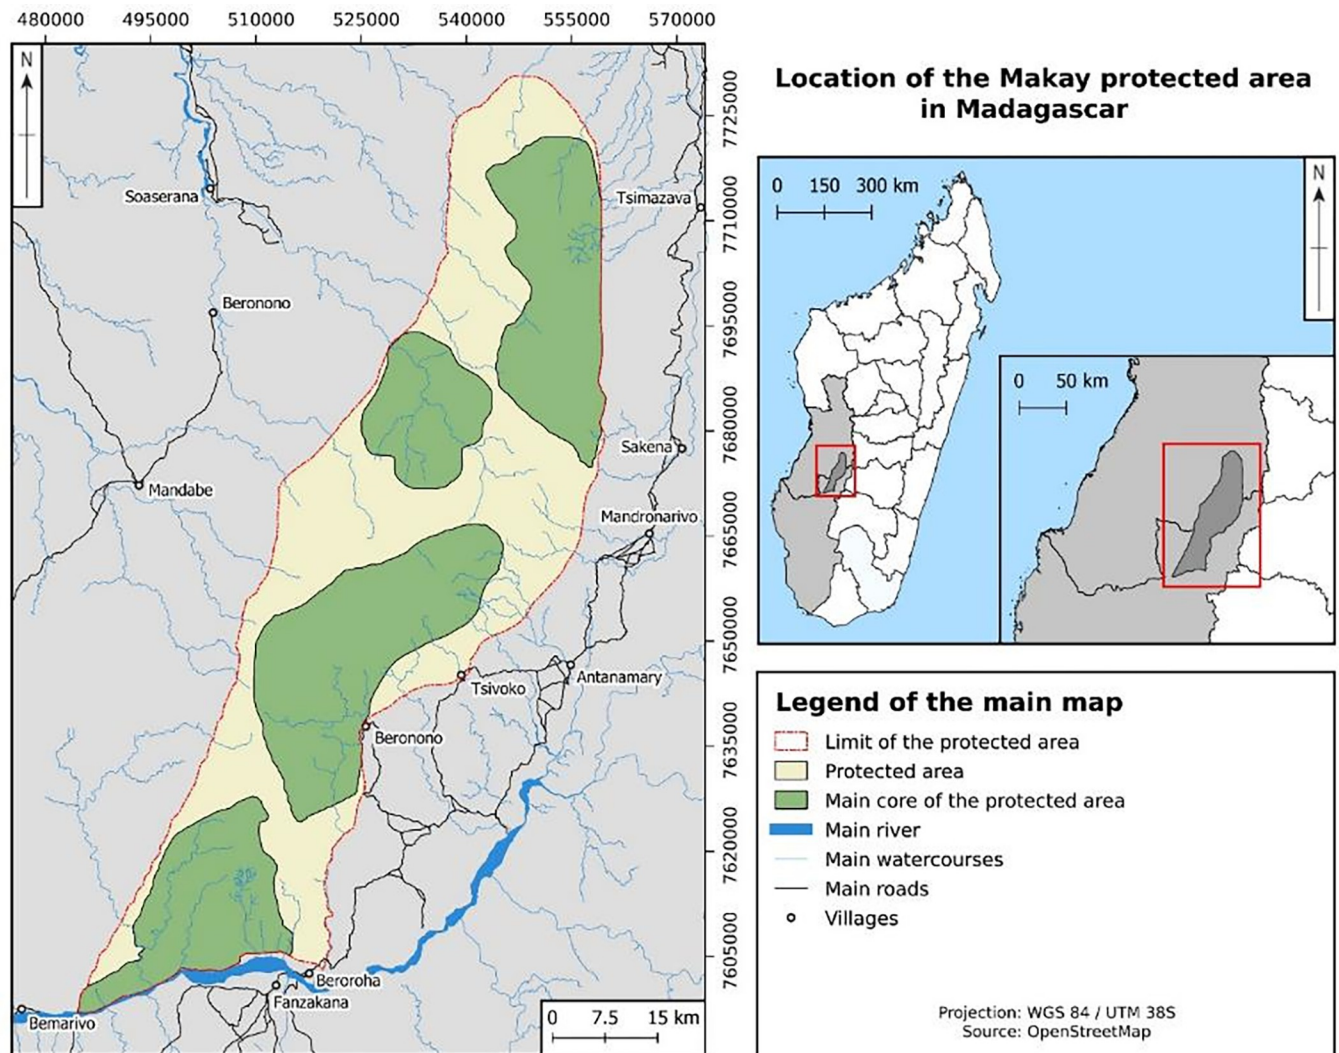 480000 495000 510000 525000 540000 555000 570000
N
7725000
Soaserana
Tsimazava
7710000
Beronono
7695000
7680000
Sakena
Mandabe
Mandronarivo
7665000
7650000
Tsivoko
Antanamary
Beronono
7635000
7620000
7605000
Beroroha
Fanzakana
Bemarivo
0 7.5 15 km
Location of the Makay protected area
in Madagascar
0 150 300 km
N
0 50 km
Legend of the main map
Limit of the protected area
Protected area
Main core of the protected area
Main river
Main watercourses
Main roads
Villages
Projection: WGS 84 / UTM 38S
Source: OpenStreetMap